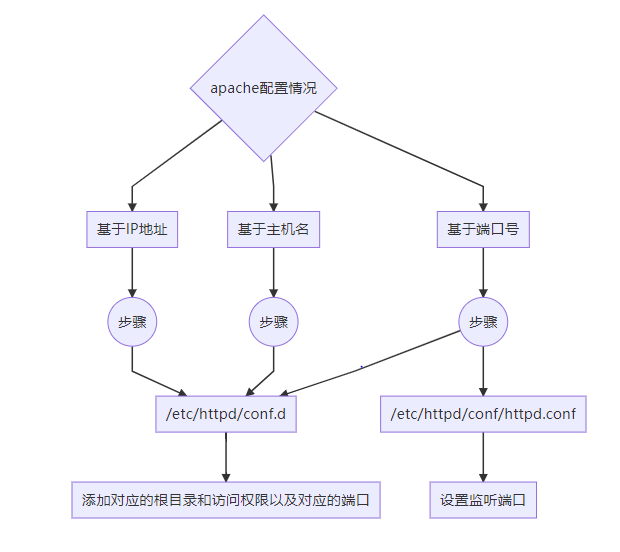 apache配置情况
基于IP地址
基于主机名
基于端口号
步骤
步骤
步骤
/etc/httpd/conf.d
/etc/httpd/conf/httpd.conf
添加对应的根目录和访问权限以及对应的端口
设置监听端口